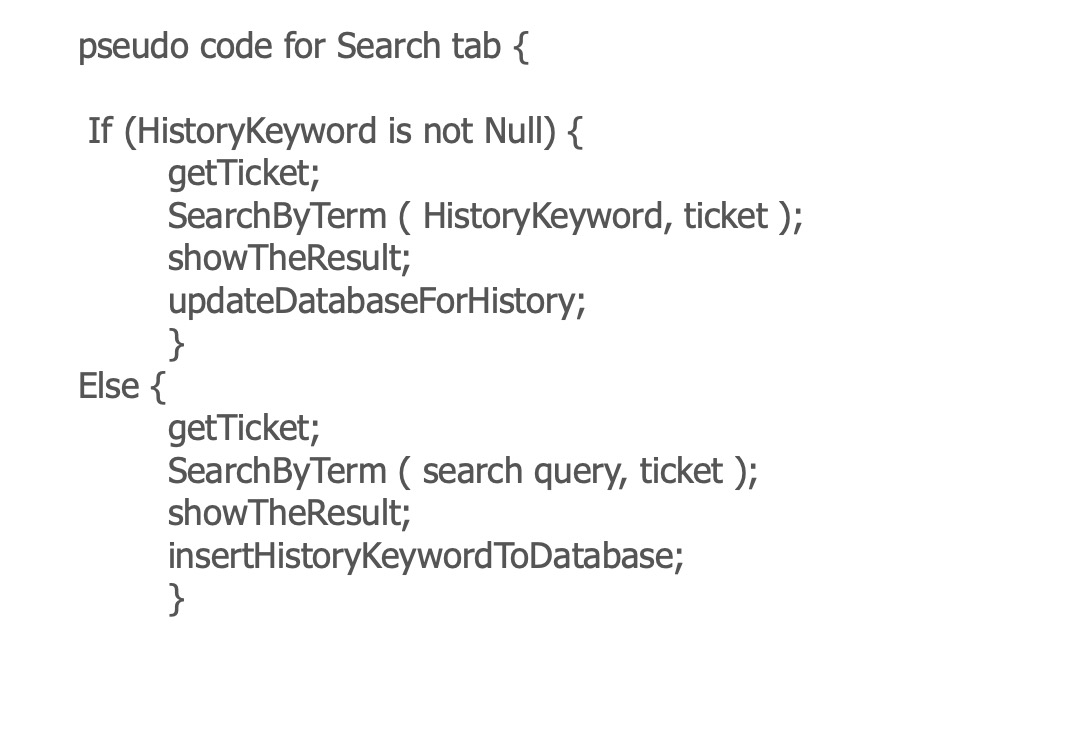 pseudo code for Search tab {
If (HistoryKeyword is not Null) {
getTicket;
SearchByTerm ( HistoryKeyword, ticket );
showTheResult;
updateDatabaseForHistory;
}
Else {
getTicket;
SearchByTerm ( search query, ticket );
showTheResult;
insertHistoryKeywordToDatabase;
}